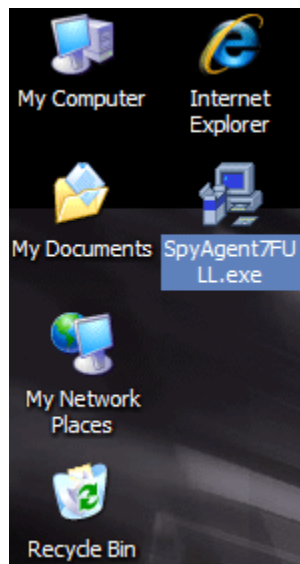 My Computer
Internet
Explorer
My Documents
SpyAgent7FU
LL.exe
My Network
Places
Recycle Bin